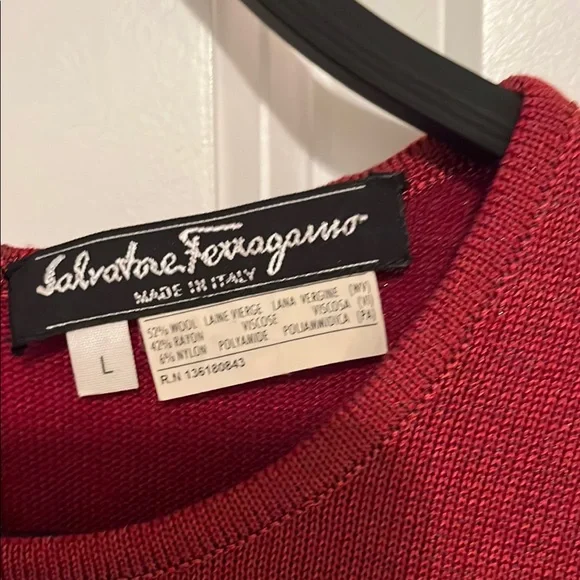 Salvatore Ferragamo
MADE IN ITALY
L
52% WOOL LAINE VIERGE LANA VERGINE (WV)
42% RAYON VISCOSE VISCOSA (VI)
6% NYLON POLYAMIDE POLIAMMIDICA (PA)
R.N 136180843